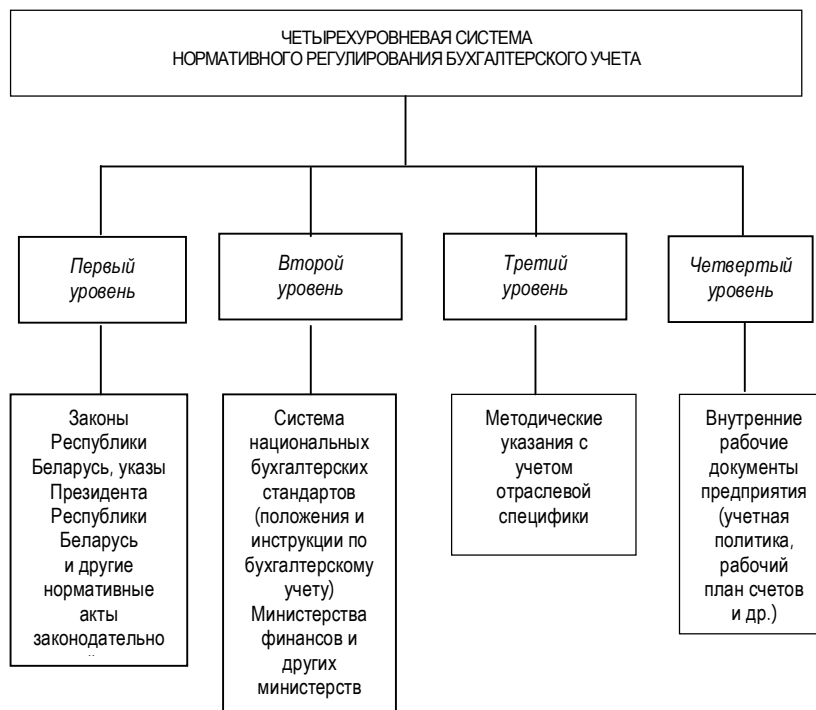 ЧЕТЫРЕХУРОВНЕВАЯ СИСТЕМА
НОРМАТИВНОГО РЕГУЛИРОВАНИЯ БУХГАЛТЕРСКОГО УЧЕТА
Первый
уровень
Второй
уровень
Третий
уровень
Четвертый
уровень
Законы
Республики
Беларусь, указы
Президента
Республики
Беларусь
и другие
нормативные
акты
законодательно
Система
национальных
бухгалтерских
стандартов
(положения и
инструкции по
бухгалтерскому
учету)
Министерства
финансов и
других
министерств
Методические
указания с
учетом
отраслевой
специфики
Внутренние
рабочие
документы
предприятия
(учетная
политика,
рабочий
план счетов
и др.)